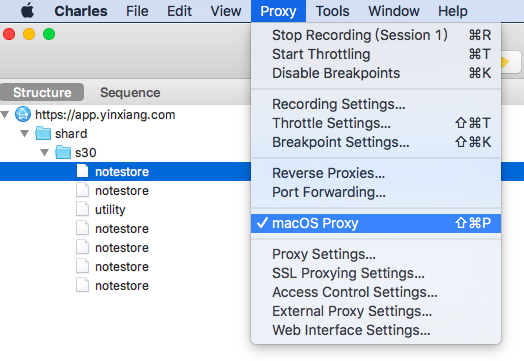 Charles File Edit View Proxy Tools Window Help
Stop Recording (Session 1) ⌘R
Start Throttling ⌘T
Disable Breakpoints ⌘K
Recording Settings...
Throttle Settings... ⇧⌘T
Breakpoint Settings... ⇧⌘K
Reverse Proxies...
Port Forwarding...
✓ macOS Proxy ⇧⌘P
Proxy Settings...
SSL Proxying Settings...
Access Control Settings...
External Proxy Settings...
Web Interface Settings...
Structure Sequence
https://app.yinxiang.com
shard
s30
notestore
notestore
utility
notestore
notestore
notestore
notestore